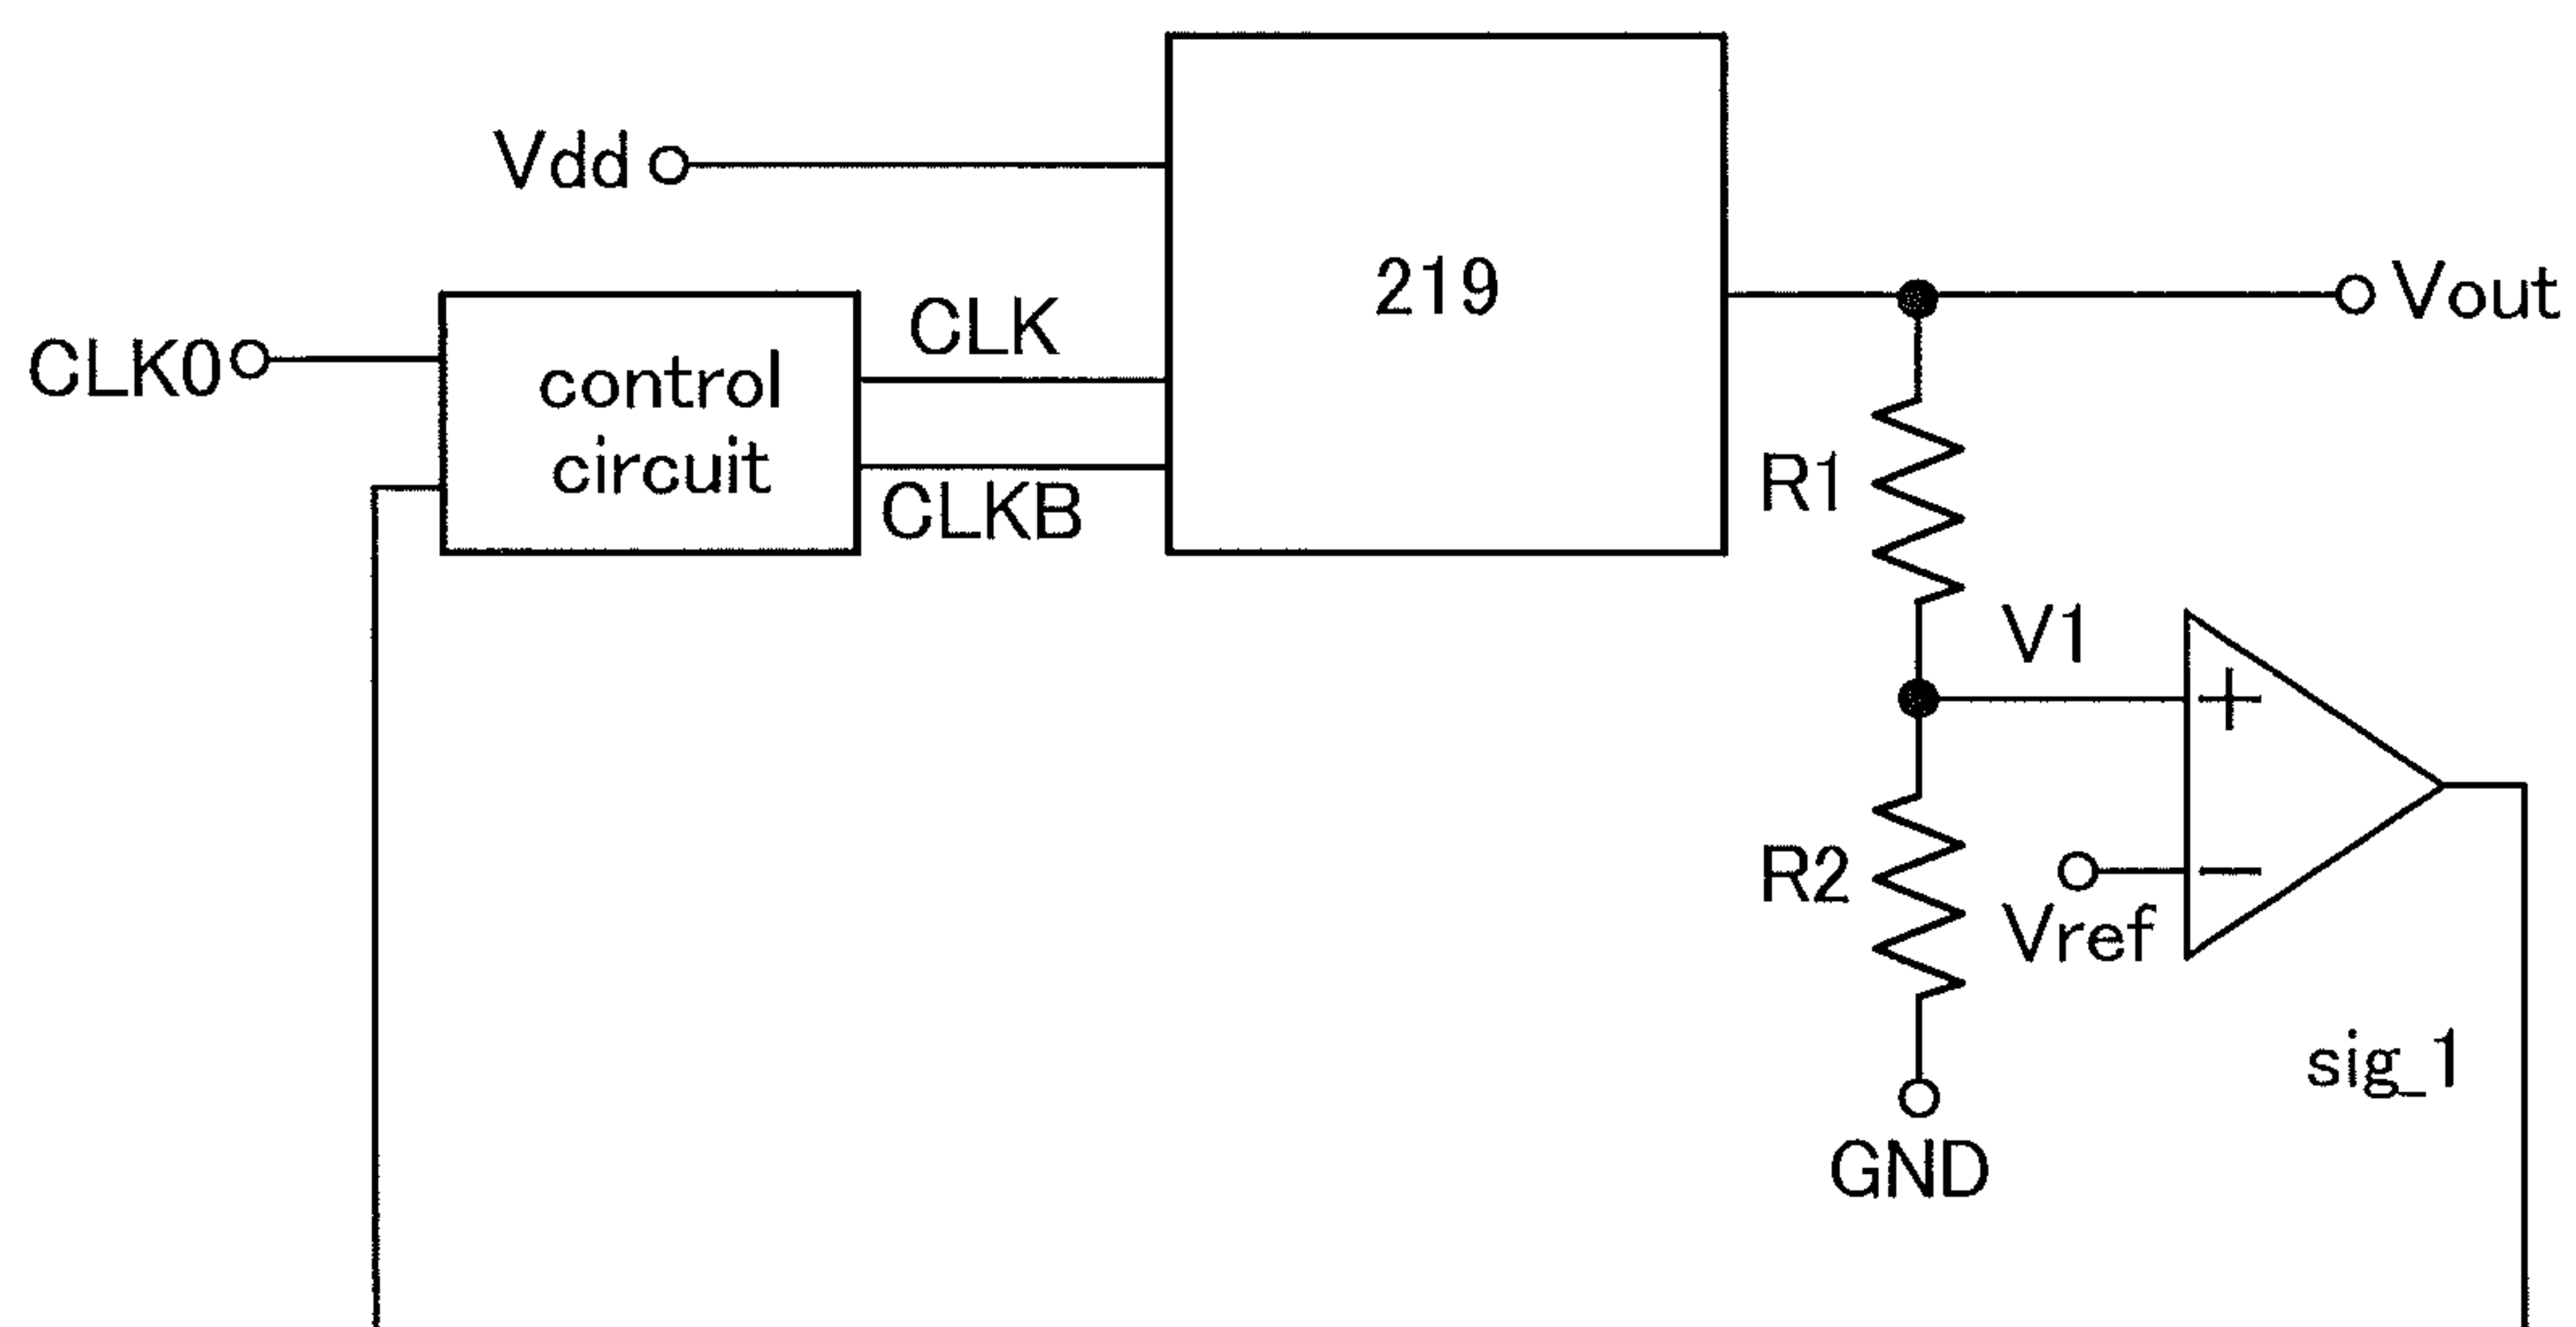 Vdd
219
Vout
CLK0
control
circuit
CLK
CLKB
R1
V1
+
R2
−
Vref
sig_1
GND